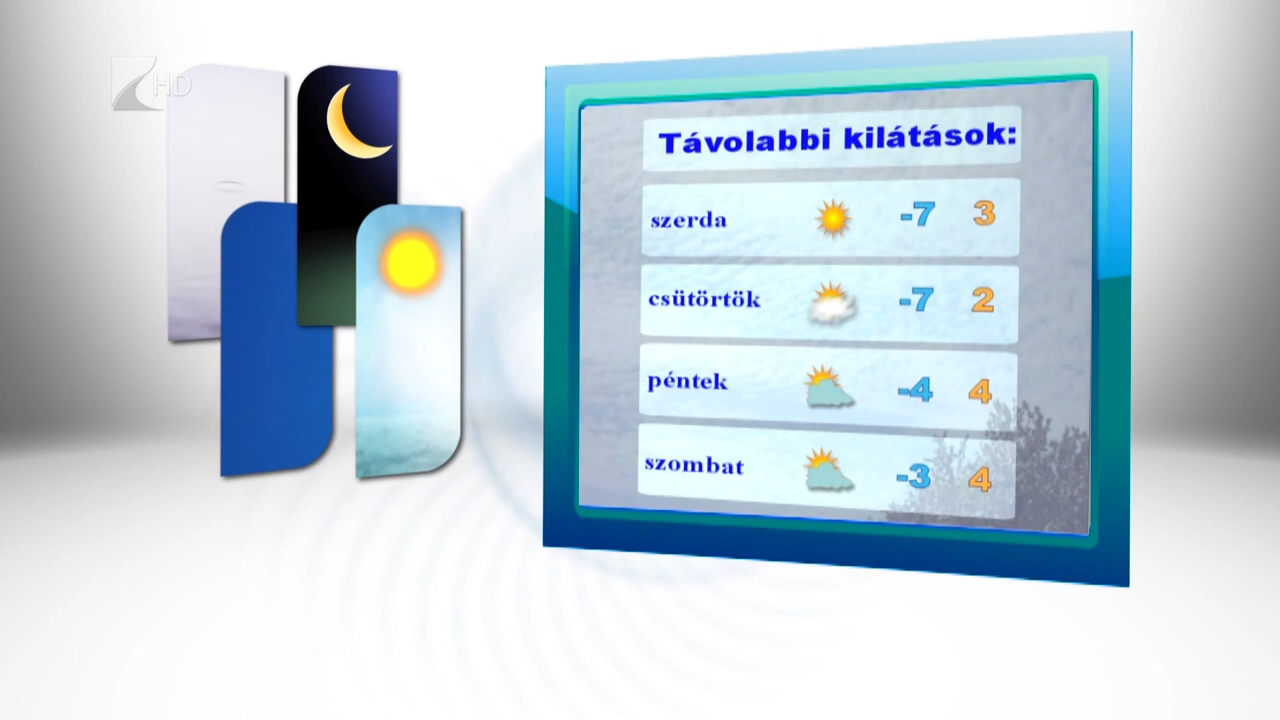 HD
Távolabbi kilátások:
szerda -7 3
csütörtök -7 2
péntek -4 4
szombat -3 4